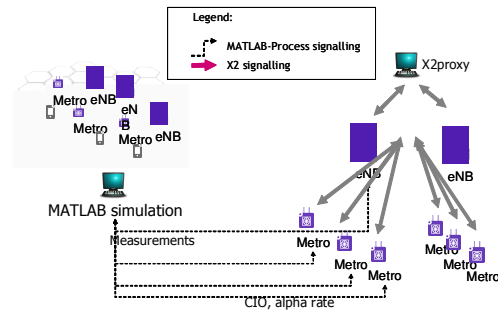 Legend:
MATLAB-Process signalling
X2 signalling
X2proxy
Metro eNB
eN
B
Metro
Metro eNB
eNB
eNB
MATLAB simulation
Measurements
Metro
Metro
Metro
Metro
Metro
Metro
CIO, alpha rate